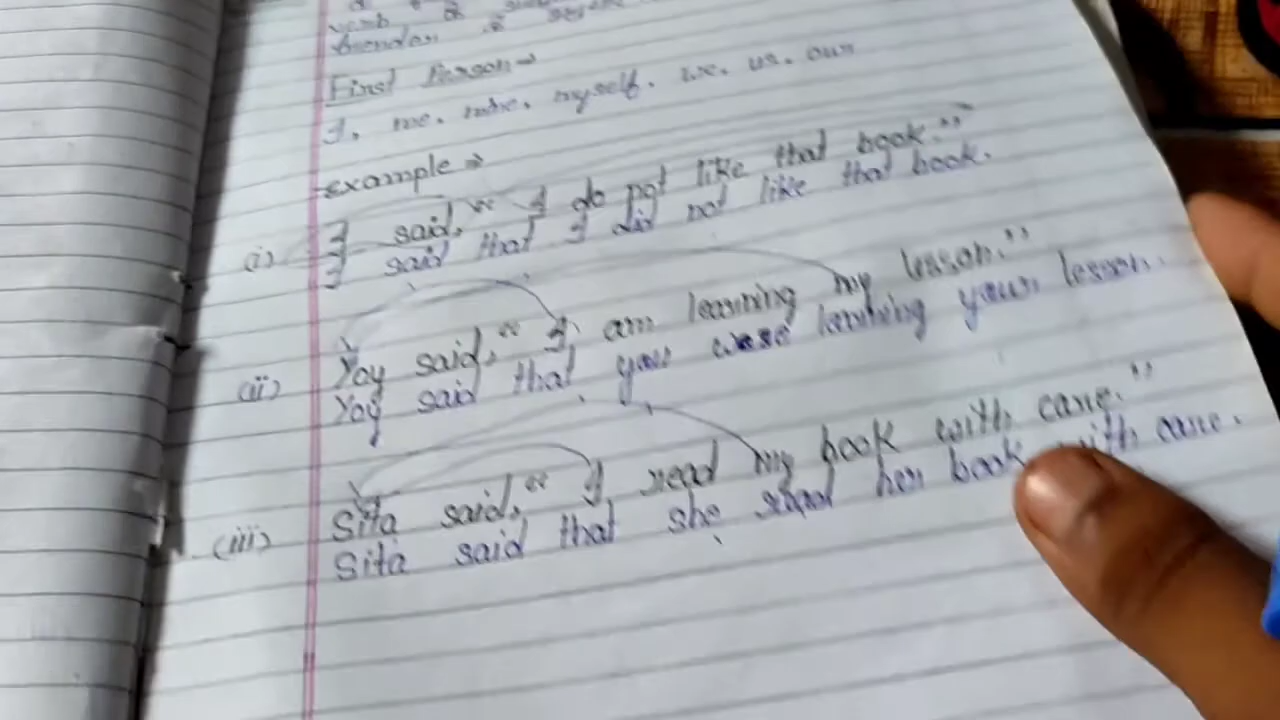 verb
First Person →
I, me, mine, myself, we, us, our
example ⇒
(i) I said, “ I do not like that book.”
I said that I did not like that book.
(ii) You said, “ I am learning my lesson.”
You said that you were learning your lesson.
(iii) Sita said, “ I read my book with care.”
Sita said that she read her book with care.